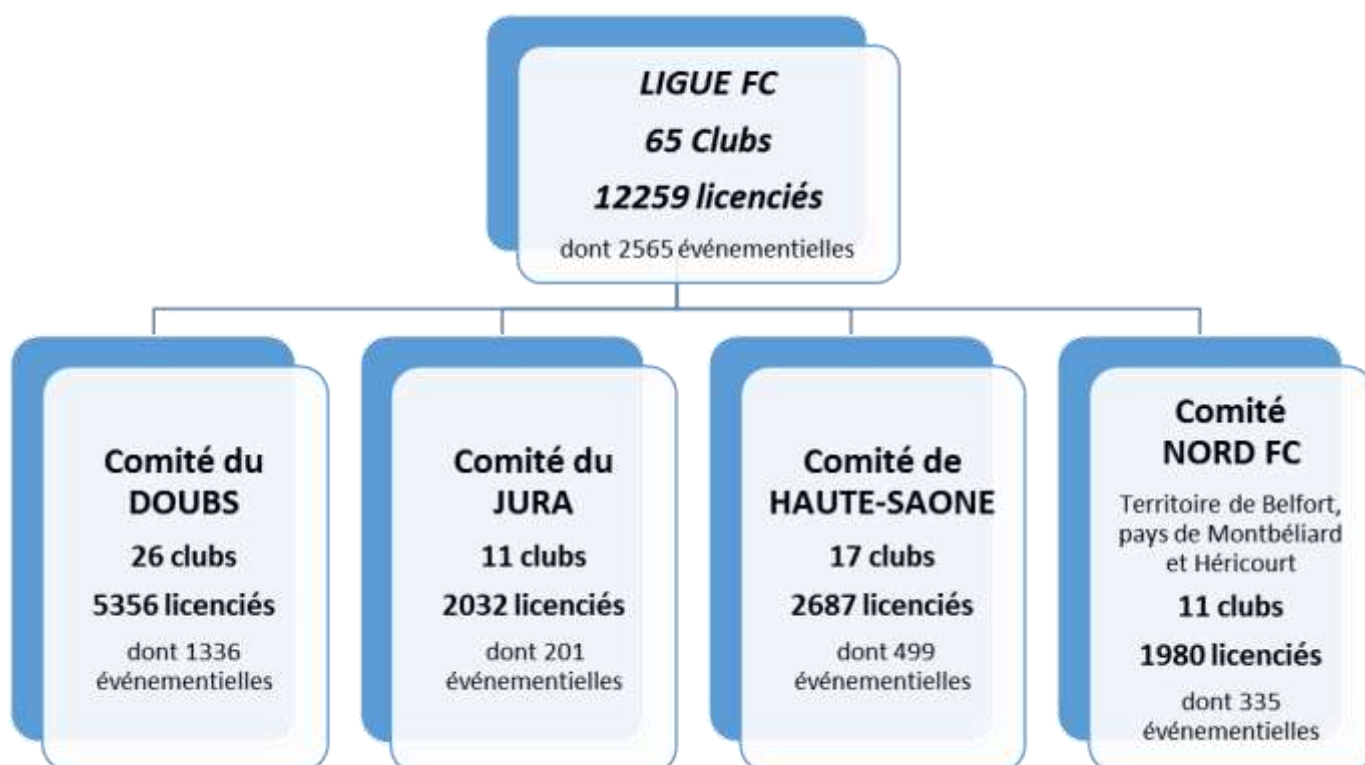 LIGUE FC
65 Clubs
12259 licenciés
dont 2565 événementielles
Comité du
DOUBS
26 clubs
5356 licenciés
dont 1336
événementielles
Comité du
JURA
11 clubs
2032 licenciés
dont 201
événementielles
Comité de
HAUTE-SAONE
17 clubs
2687 licenciés
dont 499
événementielles
Comité
NORD FC
Territoire de Belfort,
pays de Montbéliard
et Héricourt
11 clubs
1980 licenciés
dont 335
événementielles